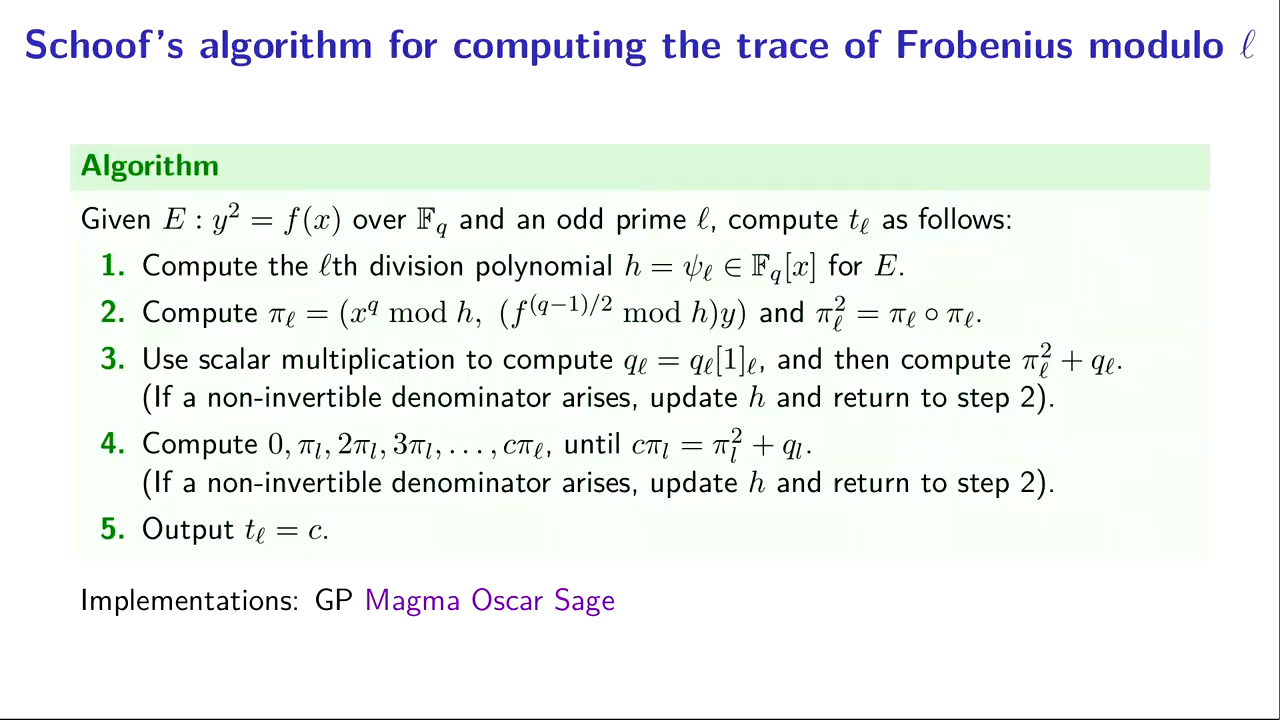 Schoof's algorithm for computing the trace of Frobenius modulo ℓ
Algorithm
Given E : y² = f(x) over 𝔽_q and an odd prime ℓ, compute t_ℓ as follows:
1. Compute the ℓth division polynomial h = ψ_ℓ ∈ 𝔽_q[x] for E.
2. Compute π_ℓ = (x^q mod h, (f^{(q−1)/2} mod h)y) and π_ℓ² = π_ℓ ∘ π_ℓ.
3. Use scalar multiplication to compute q_ℓ = q_ℓ[1]_ℓ, and then compute π_ℓ² + q_ℓ.
(If a non-invertible denominator arises, update h and return to step 2).
4. Compute 0, π_l, 2π_l, 3π_l, . . . , cπ_ℓ, until cπ_l = π_l² + q_l.
(If a non-invertible denominator arises, update h and return to step 2).
5. Output t_ℓ = c.
Implementations: GP Magma Oscar Sage